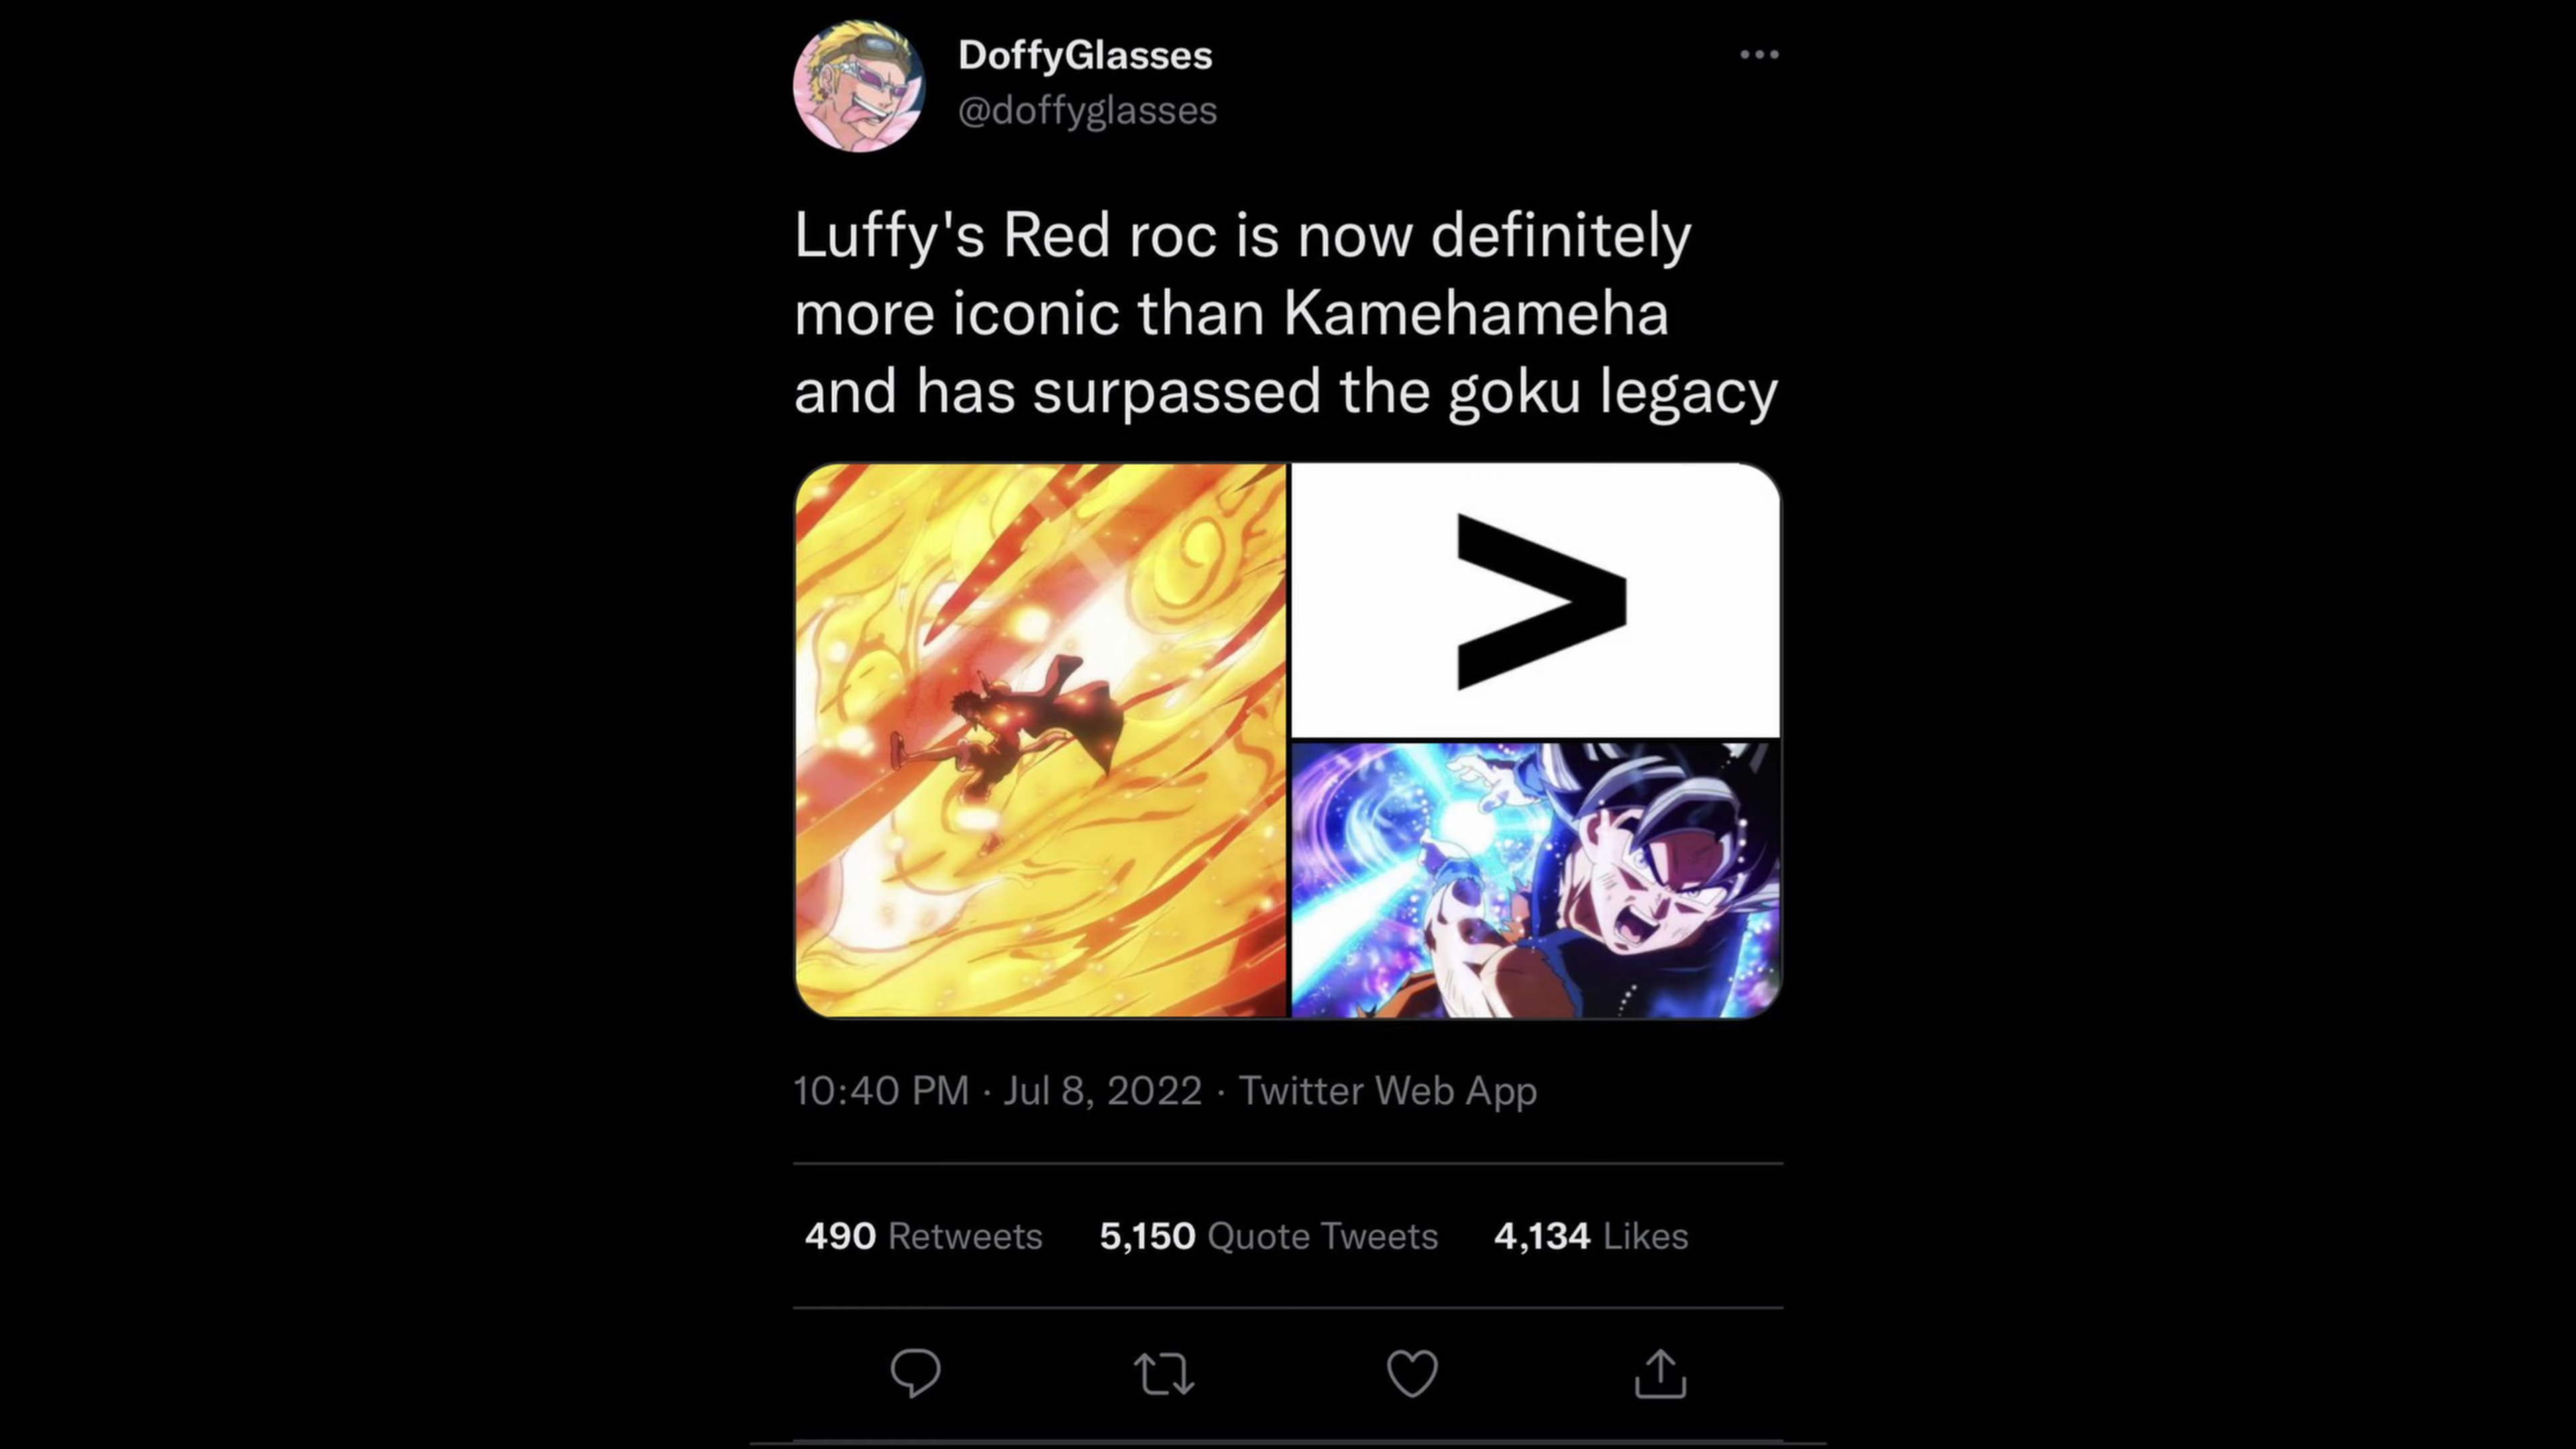 DoffyGlasses
@doffyglasses
Luffy's Red roc is now definitely
more iconic than Kamehameha
and has surpassed the goku legacy
>
10:40 PM · Jul 8, 2022 · Twitter Web App
490 Retweets 5,150 Quote Tweets 4,134 Likes